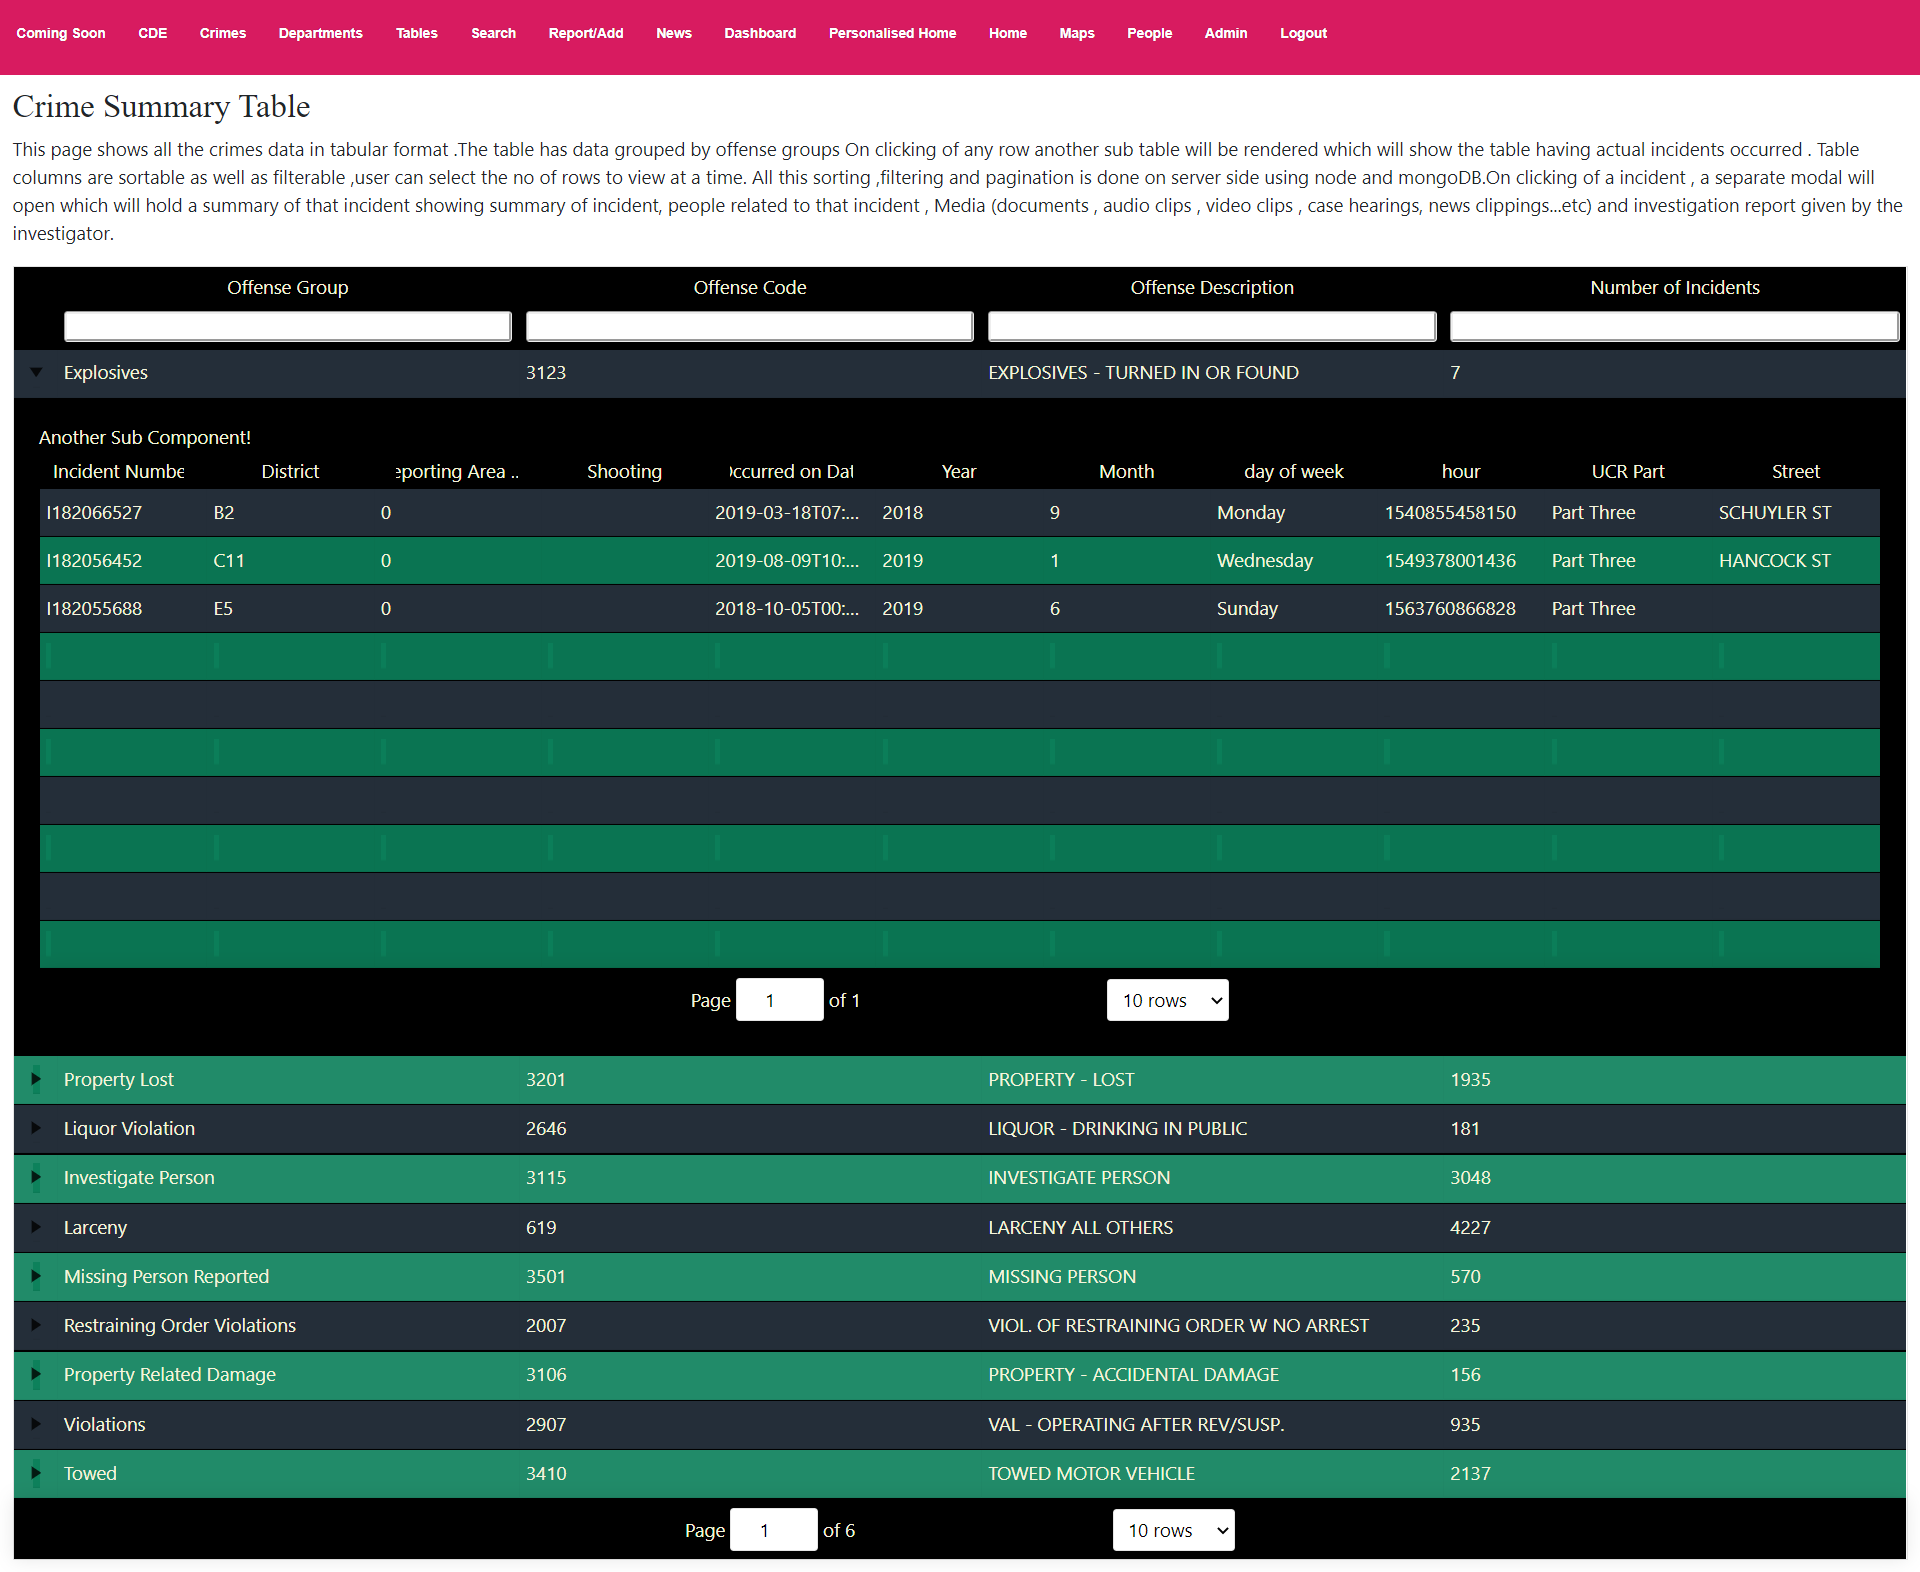 Coming Soon CDE Crimes Departments Tables Search Report/Add News Dashboard Personalised Home Home Maps People Admin Logout
Crime Summary Table
This page shows all the crimes data in tabular format .The table has data grouped by offense groups On clicking of any row another sub table will be rendered which will show the table having actual incidents occurred . Table
columns are sortable as well as filterable ,user can select the no of rows to view at a time. All this sorting ,filtering and pagination is done on server side using node and mongoDB.On clicking of a incident , a separate modal will
open which will hold a summary of that incident showing summary of incident, people related to that incident , Media (documents , audio clips , video clips , case hearings, news clippings...etc) and investigation report given by the
investigator.
Offense Group Offense Code Offense Description Number of Incidents
Explosives 3123 EXPLOSIVES - TURNED IN OR FOUND 7
Another Sub Component!
Incident Numbe District eporting Area .. Shooting Occurred on Dat Year Month day of week hour UCR Part Street
I182066527 B2 0 2019-03-18T07:... 2018 9 Monday 1540855458150 Part Three SCHUYLER ST
I182056452 C11 0 2019-08-09T10:... 2019 1 Wednesday 1549378001436 Part Three HANCOCK ST
I182055688 E5 0 2018-10-05T00:... 2019 6 Sunday 1563760866828 Part Three
Page 1 of 1 10 rows
Property Lost 3201 PROPERTY - LOST 1935
Liquor Violation 2646 LIQUOR - DRINKING IN PUBLIC 181
Investigate Person 3115 INVESTIGATE PERSON 3048
Larceny 619 LARCENY ALL OTHERS 4227
Missing Person Reported 3501 MISSING PERSON 570
Restraining Order Violations 2007 VIOL. OF RESTRAINING ORDER W NO ARREST 235
Property Related Damage 3106 PROPERTY - ACCIDENTAL DAMAGE 156
Violations 2907 VAL - OPERATING AFTER REV/SUSP. 935
Towed 3410 TOWED MOTOR VEHICLE 2137
Page 1 of 6 10 rows